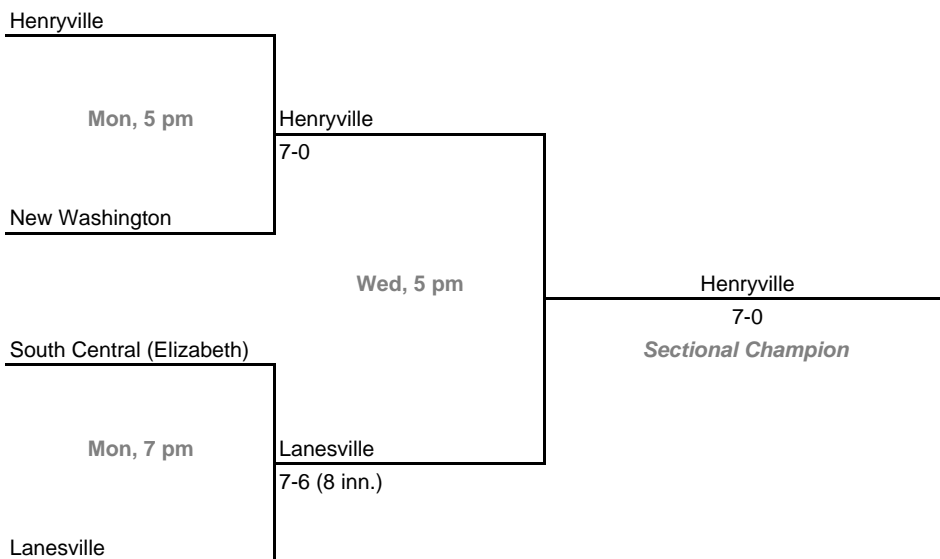 Henryville
Mon, 5 pm
Henryville
7-0
New Washington
Wed, 5 pm
Henryville
7-0
South Central (Elizabeth)
Sectional Champion
Mon, 7 pm
Lanesville
7-6 (8 inn.)
Lanesville